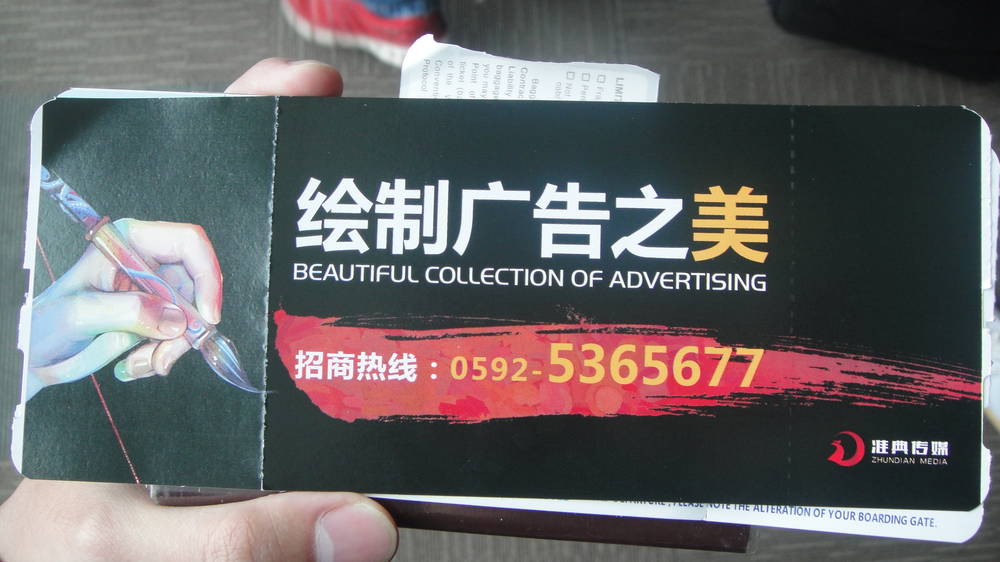 LIMIT
绘制广告之美
BEAUTIFUL COLLECTION OF ADVERTISING
招商热线：0592-5365677
准典传媒
ZHUNDIAN MEDIA
PLEASE NOTE THE ALTERATION OF YOUR BOARDING GATE.